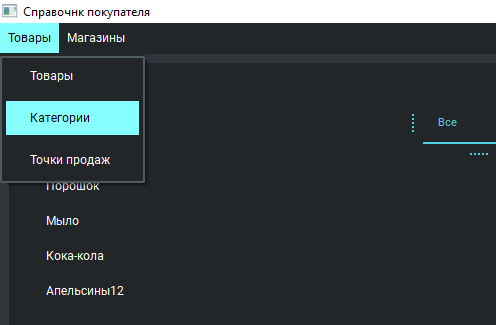 Справочнк покупателя
Товары Магазины
Товары
Категории
Все
Точки продаж
Порошок
Мыло
Кока-кола
Апельсины12